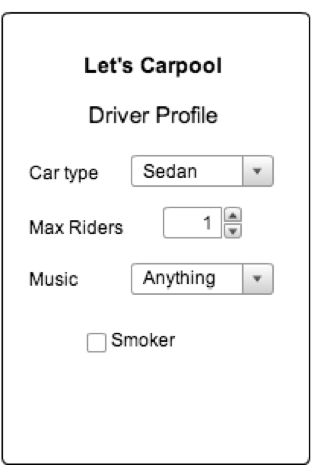 Let's Carpool
Driver Profile
Car type Sedan
Max Riders 1
Music Anything
Smoker